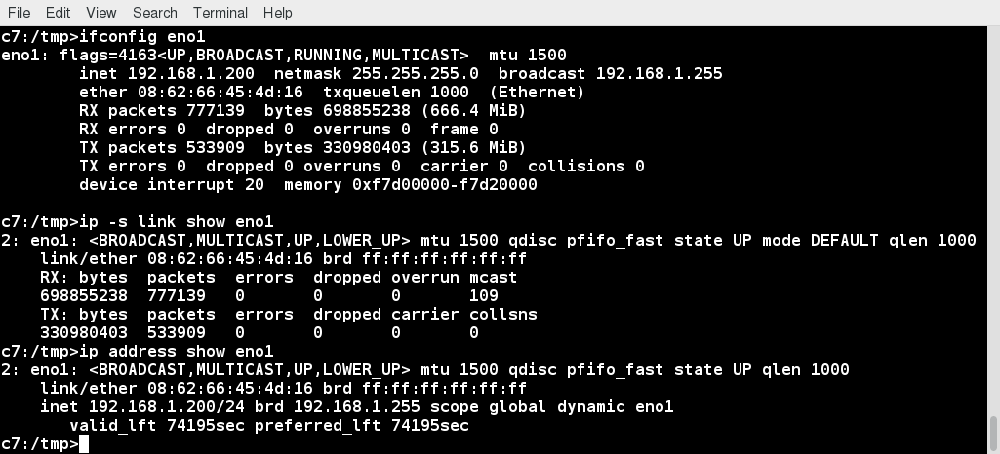 File Edit View Search Terminal Help
c7:/tmp>ifconfig eno1
eno1: flags=4163<UP,BROADCAST,RUNNING,MULTICAST>  mtu 1500
        inet 192.168.1.200  netmask 255.255.255.0  broadcast 192.168.1.255
        ether 08:62:66:45:4d:16  txqueuelen 1000  (Ethernet)
        RX packets 777139  bytes 698855238 (666.4 MiB)
        RX errors 0  dropped 0  overruns 0  frame 0
        TX packets 533909  bytes 330980403 (315.6 MiB)
        TX errors 0  dropped 0 overruns 0  carrier 0  collisions 0
        device interrupt 20  memory 0xf7d00000-f7d20000
c7:/tmp>ip -s link show eno1
2: eno1: <BROADCAST,MULTICAST,UP,LOWER_UP> mtu 1500 qdisc pfifo_fast state UP mode DEFAULT qlen 1000
    link/ether 08:62:66:45:4d:16 brd ff:ff:ff:ff:ff:ff
    RX: bytes  packets  errors  dropped overrun mcast
    698855238  777139   0       0       0       109
    TX: bytes  packets  errors  dropped carrier collsns
    330980403  533909   0       0       0       0
c7:/tmp>ip address show eno1
2: eno1: <BROADCAST,MULTICAST,UP,LOWER_UP> mtu 1500 qdisc pfifo_fast state UP qlen 1000
    link/ether 08:62:66:45:4d:16 brd ff:ff:ff:ff:ff:ff
    inet 192.168.1.200/24 brd 192.168.1.255 scope global dynamic eno1
       valid_lft 74195sec preferred_lft 74195sec
c7:/tmp>